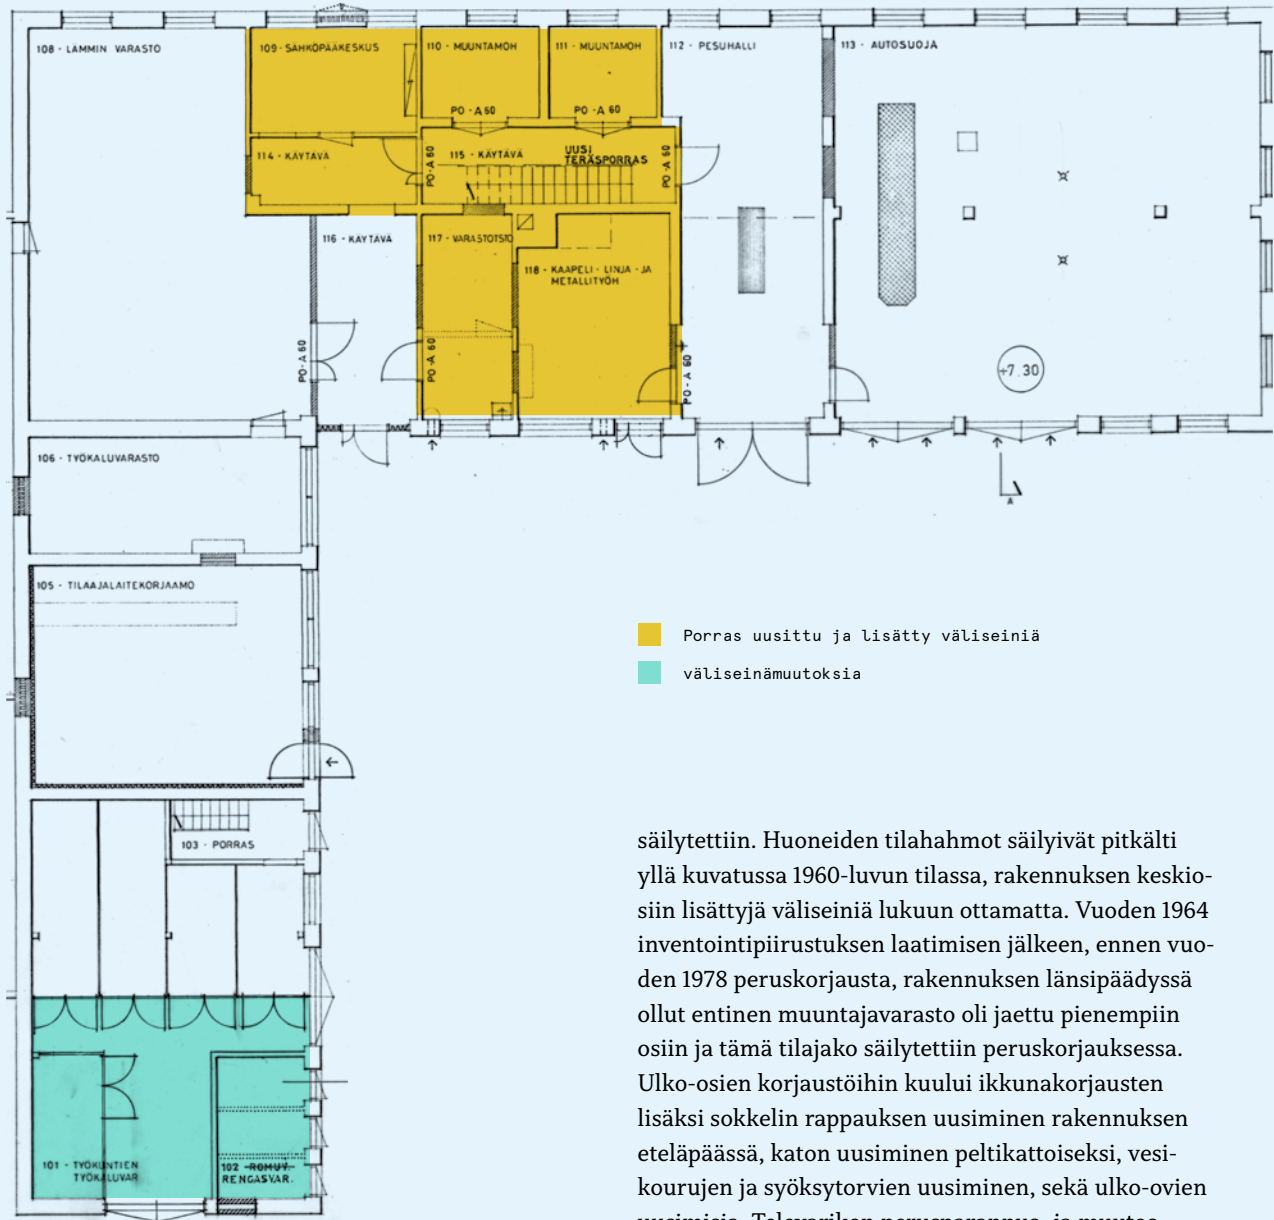 108 - LÄMMIN VARASTO
109 - SÄHKÖPÄÄKESKUS
110 - MUUNTAMOH
111 - MUUNTAMOH
112 - PESUHALLI
113 - AUTOSUOJA
PO - A 60
PO - A 60
114 - KÄYTÄVÄ
PO - A 60
115 - KÄYTÄVÄ
UUSI
TERÄSPORRAS
PO - A 60
116 - KÄYTÄVÄ
117 - VARASTOTSTO
118 - KAAPELI - LINJA - JA
METALLITYÖH
PO - A 60
PO - A 60
PO - A 60
+7.30
A
106 - TYÖKALUVARASTO
105 - TILAAJALAITEKORJAAMO
103 - PORRAS
101 - TYÖKUNTIEN
TYÖKALUVAR
102 - ROMUV.
RENGASVAR.
Porras uusittu ja lisätty väliseiniä
väliseinämuutoksia
säilytettiin. Huoneiden tilahahmot säilyivät pitkälti
yllä kuvatussa 1960-luvun tilassa, rakennuksen keskio-
siin lisättyjä väliseiniä lukuun ottamatta. Vuoden 1964
inventointipiirustuksen laatimisen jälkeen, ennen vuo-
den 1978 peruskorjausta, rakennuksen länsipäädyssä
ollut entinen muuntajavarasto oli jaettu pienempiin
osiin ja tämä tilajako säilytettiin peruskorjauksessa.
Ulko-osien korjaustöihin kuului ikkunakorjausten
lisäksi sokkelin rappauksen uusiminen rakennuksen
eteläpäässä, katon uusiminen peltikattoiseksi, vesi-
kourujen ja syöksytorvien uusiminen, sekä ulko-ovien